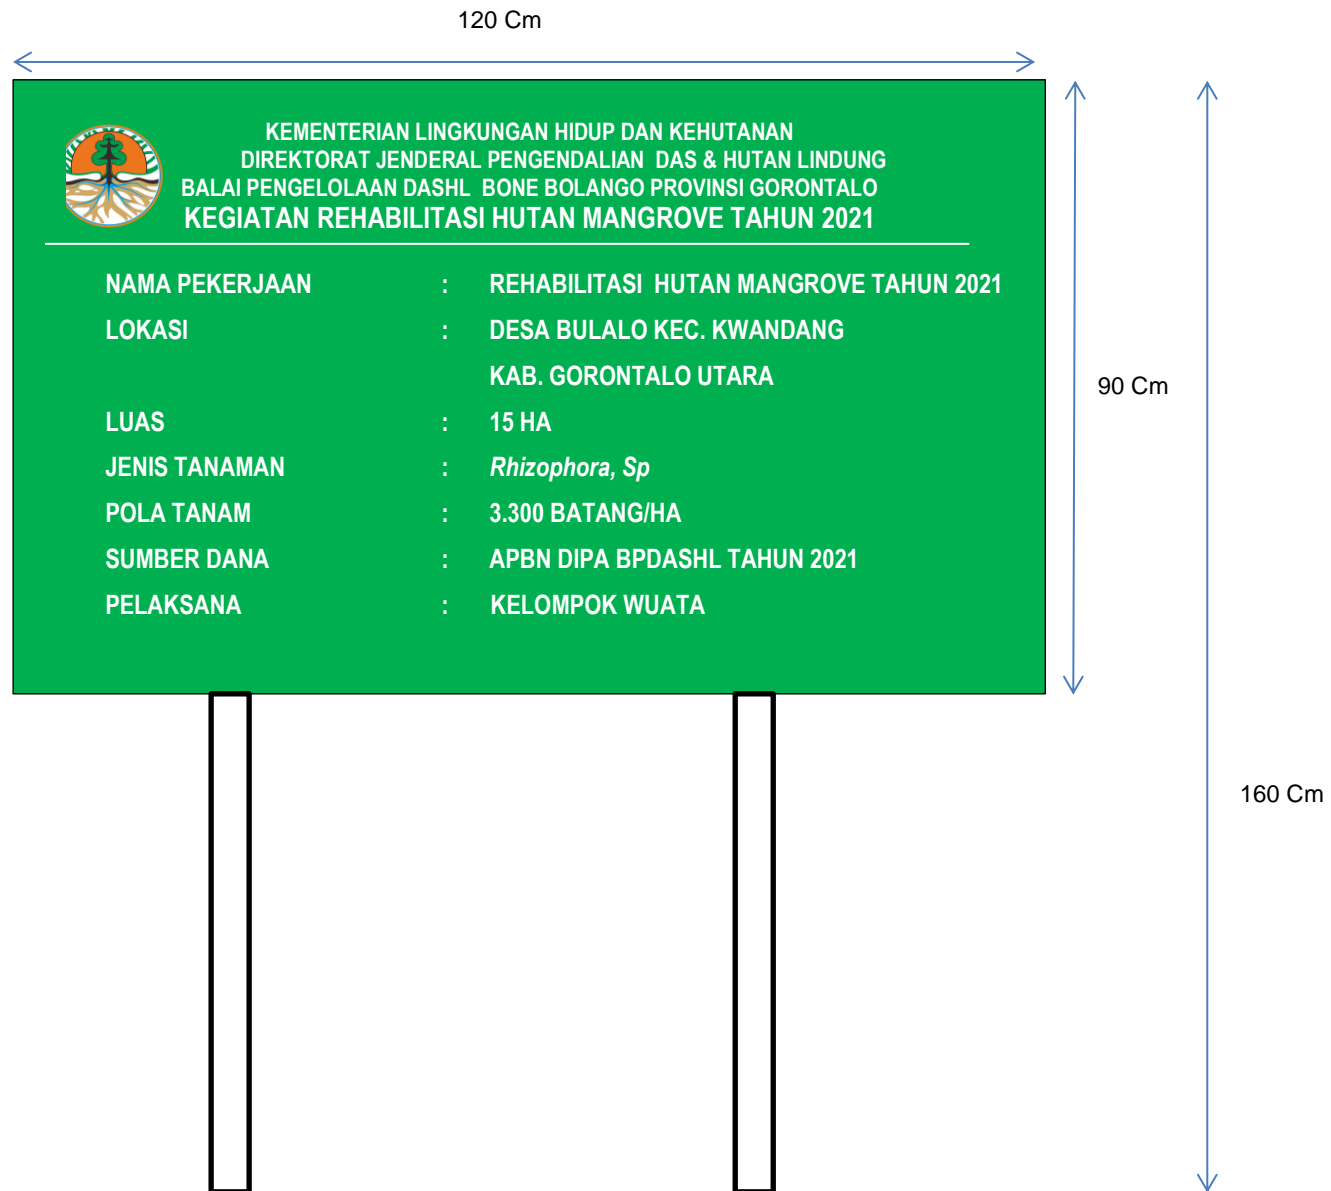 120 Cm
KEMENTERIAN LINGKUNGAN HIDUP DAN KEHUTANAN
DIREKTORAT JENDERAL PENGENDALIAN DAS & HUTAN LINDUNG
BALAI PENGELOLAAN DASHL BONE BOLANGO PROVINSI GORONTALO
KEGIATAN REHABILITASI HUTAN MANGROVE TAHUN 2021
NAMA PEKERJAAN : REHABILITASI HUTAN MANGROVE TAHUN 2021
LOKASI : DESA BULALO KEC. KWANDANG
KAB. GORONTALO UTARA
90 Cm
LUAS : 15 HA
JENIS TANAMAN : Rhizophora, Sp
POLA TANAM : 3.300 BATANG/HA
SUMBER DANA : APBN DIPA BPDASHL TAHUN 2021
PELAKSANA : KELOMPOK WUATA
160 Cm